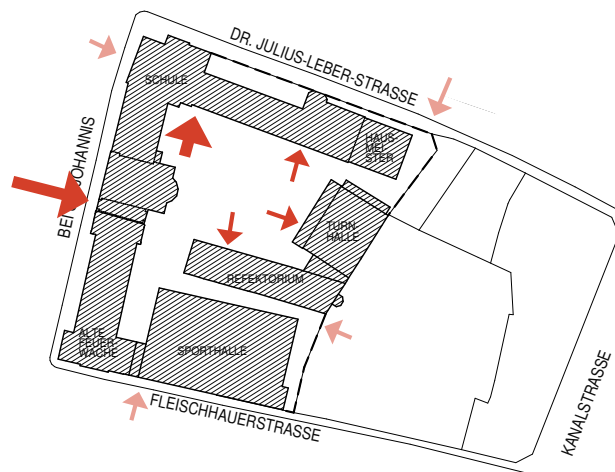 DR. JULIUS-LEBER-STRASSE
SCHULE
HAUS-
MEI-
STER
BEI JOHANNIS
TURN-
HALLE
REFEKTORIUM
ALTE
FEUER
WACHE
SPORTHALLE
FLEISCHHAUERSTRASSE
KANALSTRASSE